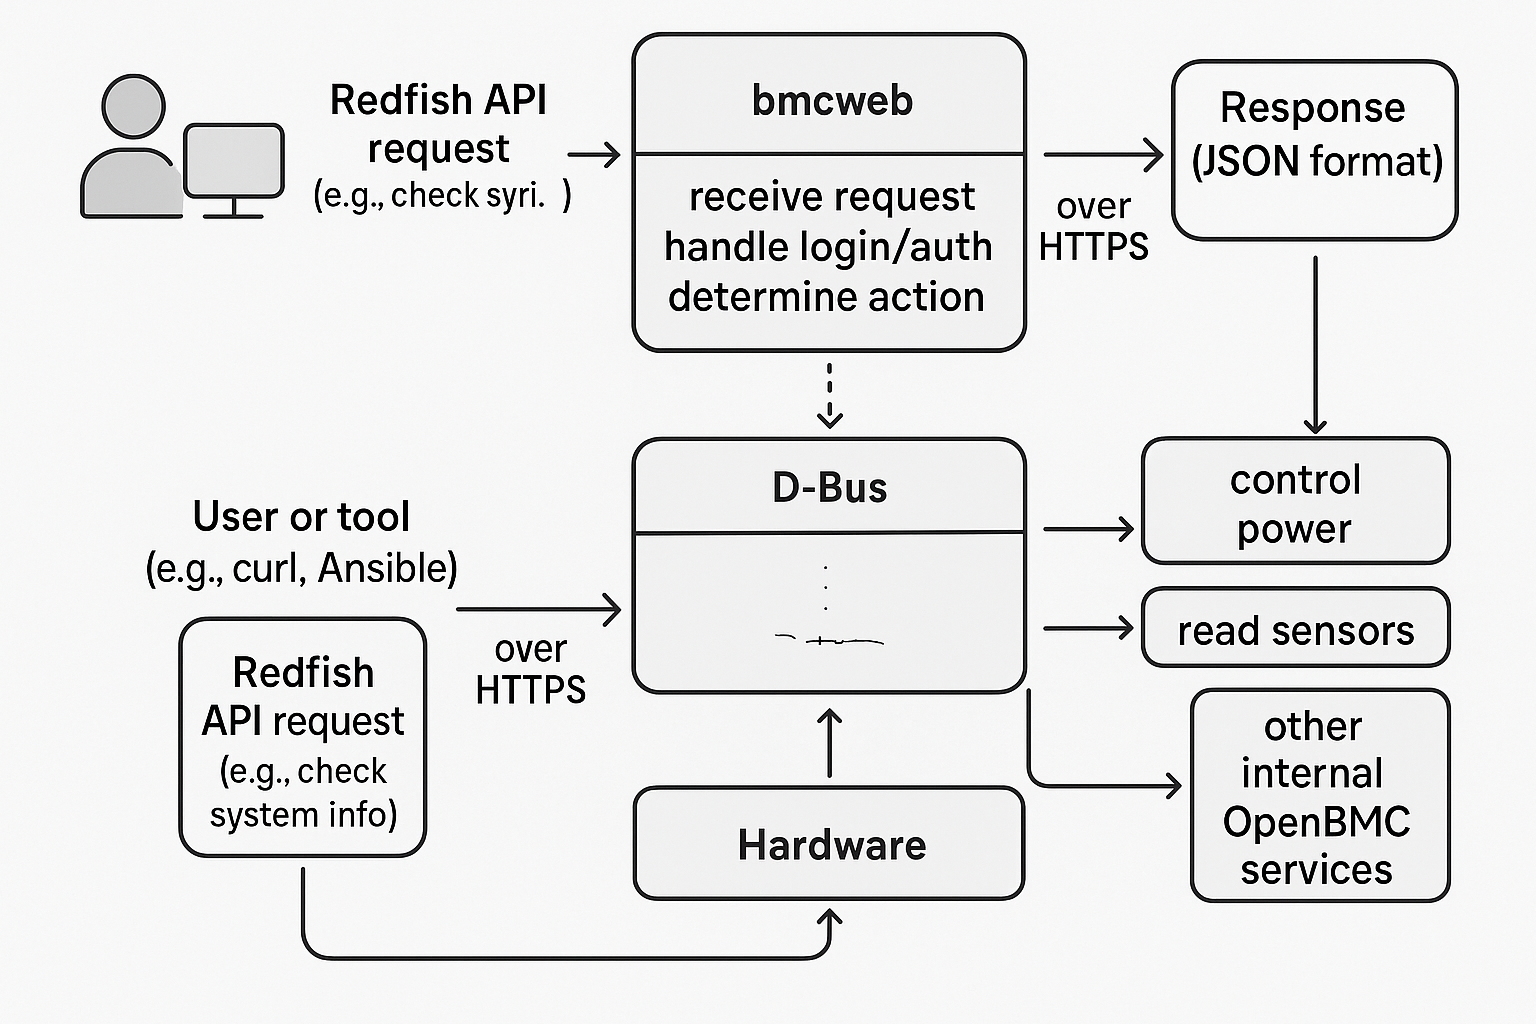 Redfish API
request
(e.g., check syri. )
bmcweb
receive request
handle login/auth
determine action
over
HTTPS
Response
(JSON format)
User or tool
(e.g., curl, Ansible)
over
HTTPS
Redfish
API request
(e.g., check
system info)
D-Bus
Hardware
control
power
read sensors
other
internal
OpenBMC
services